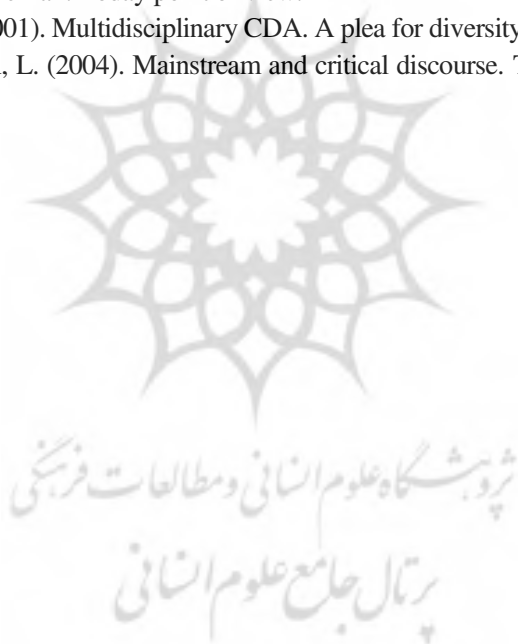 001). Multidisciplinary CDA. A plea for diversity
, L. (2004). Mainstream and critical discourse.
پژوهشگاه علوم انسانی و مطالعات فرهنگی
پرتال جامع علوم انسانی